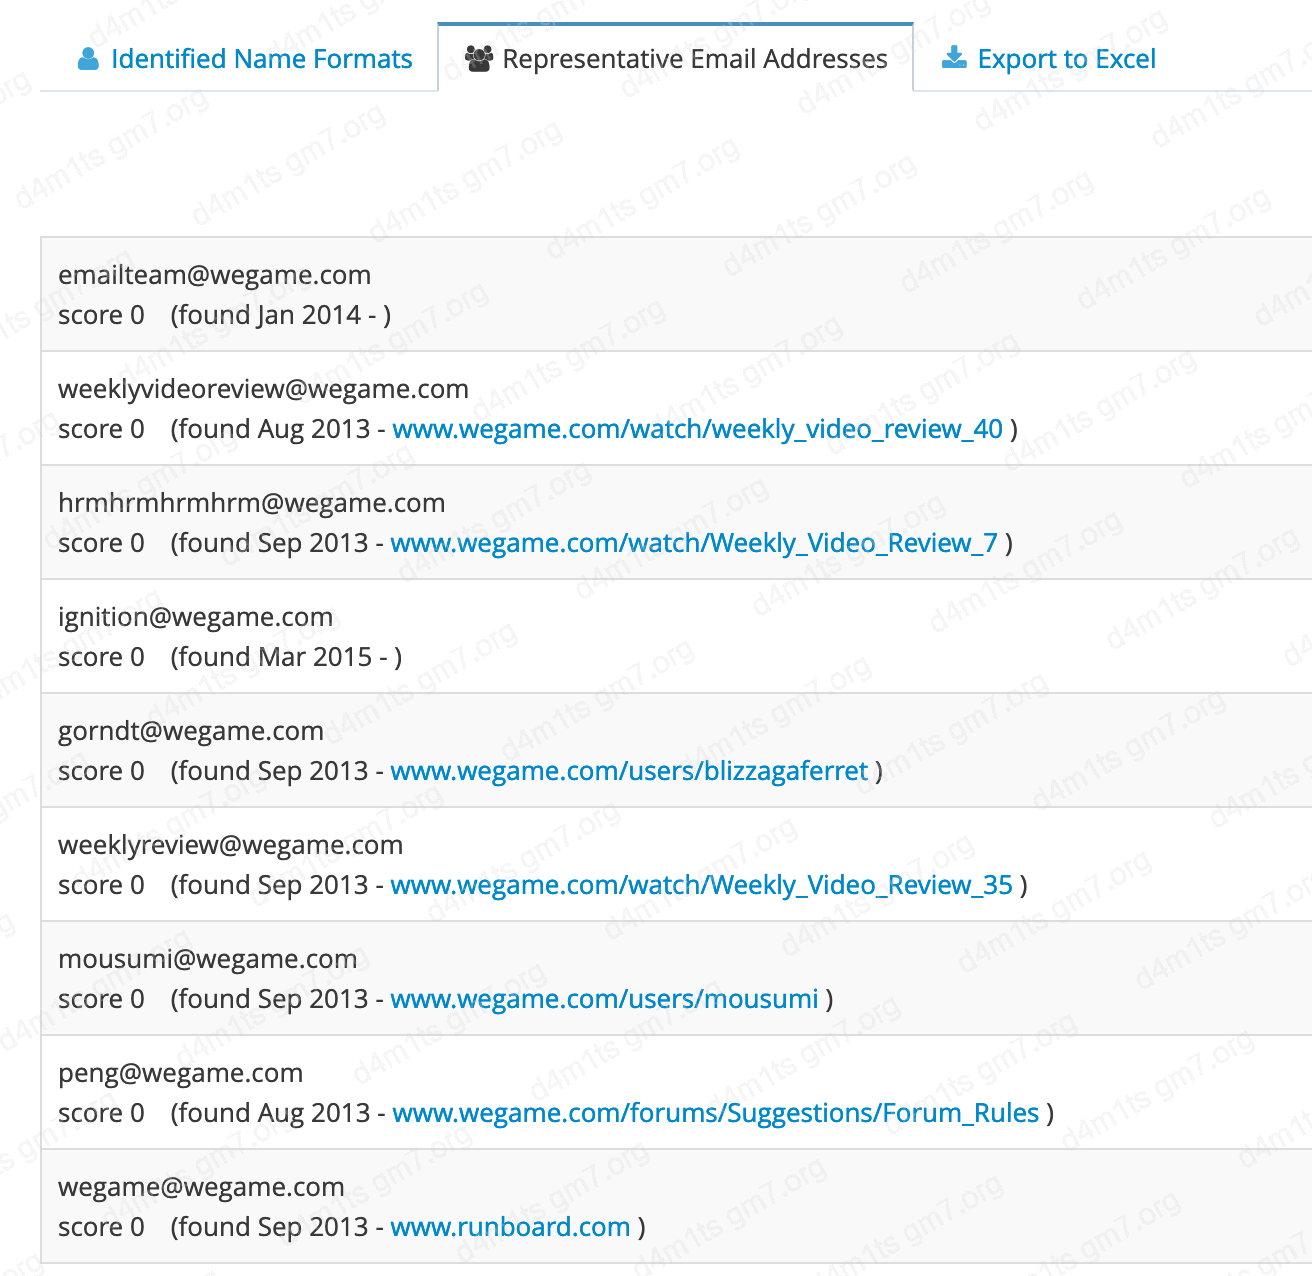 Identified Name Formats
Representative Email Addresses
Export to Excel
emailteam@wegame.com
score 0 (found Jan 2014 - )
weeklyvideoreview@wegame.com
score 0 (found Aug 2013 - www.wegame.com/watch/weekly_video_review_40 )
hrmhrmhrmhrm@wegame.com
score 0 (found Sep 2013 - www.wegame.com/watch/Weekly_Video_Review_7 )
ignition@wegame.com
score 0 (found Mar 2015 - )
gorndt@wegame.com
score 0 (found Sep 2013 - www.wegame.com/users/blizzagaferret )
weeklyreview@wegame.com
score 0 (found Sep 2013 - www.wegame.com/watch/Weekly_Video_Review_35 )
mousumi@wegame.com
score 0 (found Sep 2013 - www.wegame.com/users/mousumi )
peng@wegame.com
score 0 (found Aug 2013 - www.wegame.com/forums/Suggestions/Forum_Rules )
wegame@wegame.com
score 0 (found Sep 2013 - www.runboard.com )
d4m1ts gm7.org